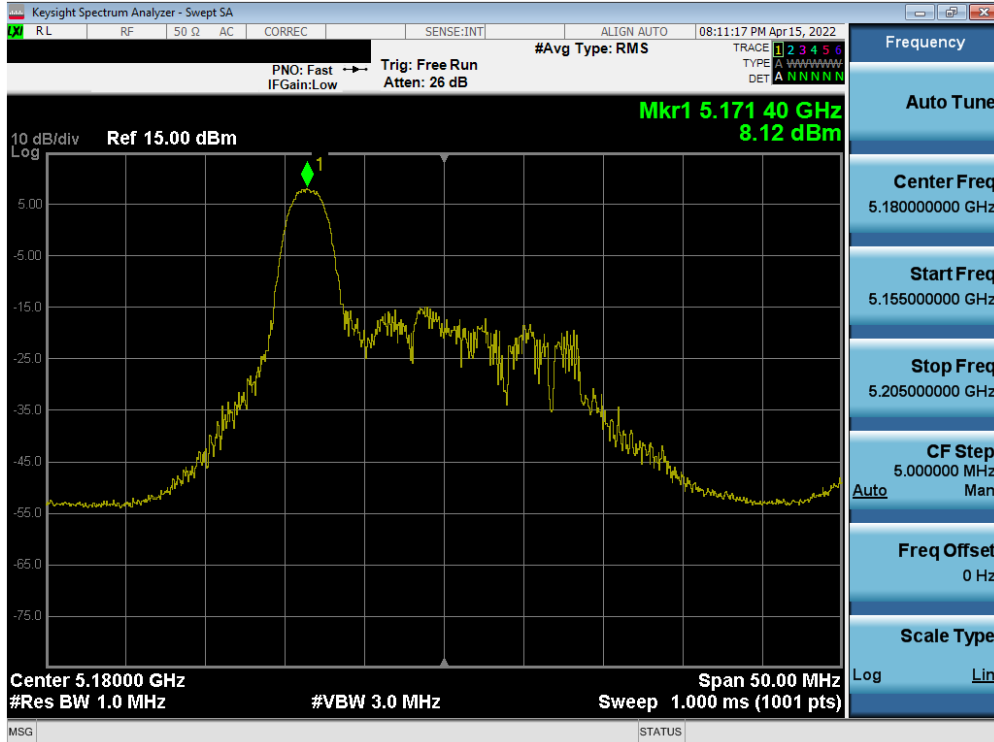 Keysight Spectrum Analyzer - Swept SA
LXI RL RF 50 Ω AC CORREC SENSE:INT ALIGN AUTO 08:11:17 PM Apr 15, 2022
#Avg Type: RMS TRACE 1 2 3 4 5 6
PNO: Fast Trig: Free Run TYPE A WWWWW
IFGain:Low Atten: 26 dB DET A N N N N N
Mkr1 5.171 40 GHz
8.12 dBm
10 dB/div Ref 15.00 dBm
Log
1
5.00
-5.00
-15.0
-25.0
-35.0
-45.0
-55.0
-65.0
-75.0
Center 5.18000 GHz Span 50.00 MHz
#Res BW 1.0 MHz #VBW 3.0 MHz Sweep 1.000 ms (1001 pts)
MSG STATUS
Frequency
Auto Tune
Center Freq
5.180000000 GHz
Start Freq
5.155000000 GHz
Stop Freq
5.205000000 GHz
CF Step
5.000000 MHz
Auto Man
Freq Offset
0 Hz
Scale Type
Log Lin